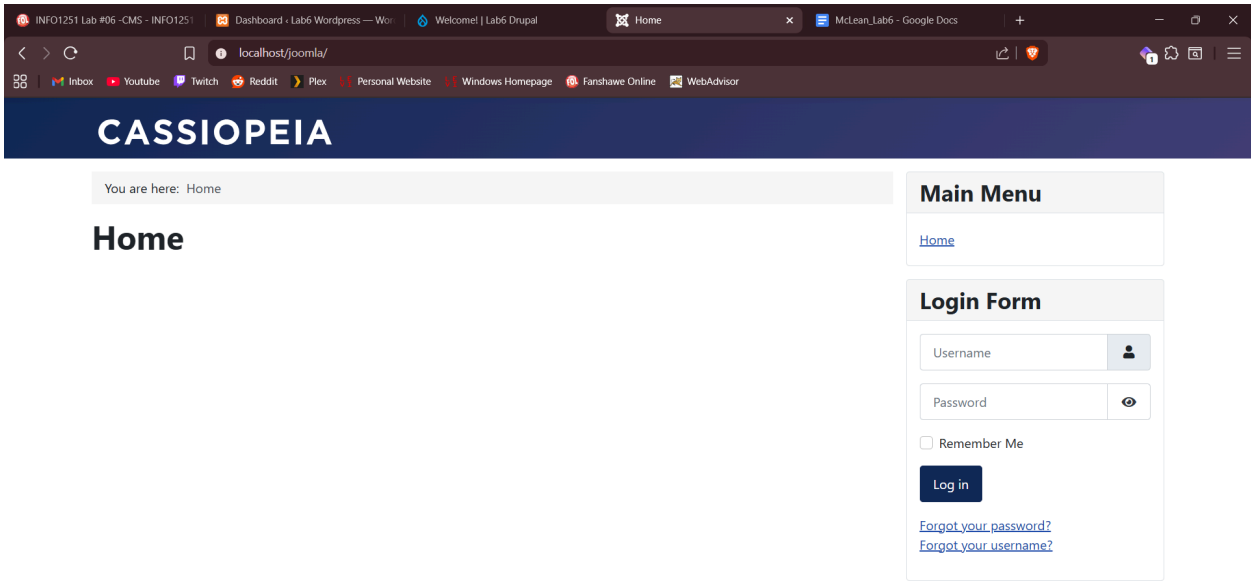 INFO1251 Lab #06 -CMS - INFO1251
Dashboard ‹ Lab6 Wordpress — Wor
Welcome! | Lab6 Drupal
Home
McLean_Lab6 - Google Docs
localhost/joomla/
1
Inbox
Youtube
Twitch
Reddit
Plex
Personal Website
Windows Homepage
Fanshawe Online
WebAdvisor
CASSIOPEIA
You are here: Home
Home
Main Menu
Home
Login Form
Username
Password
Remember Me
Log in
Forgot your password?
Forgot your username?